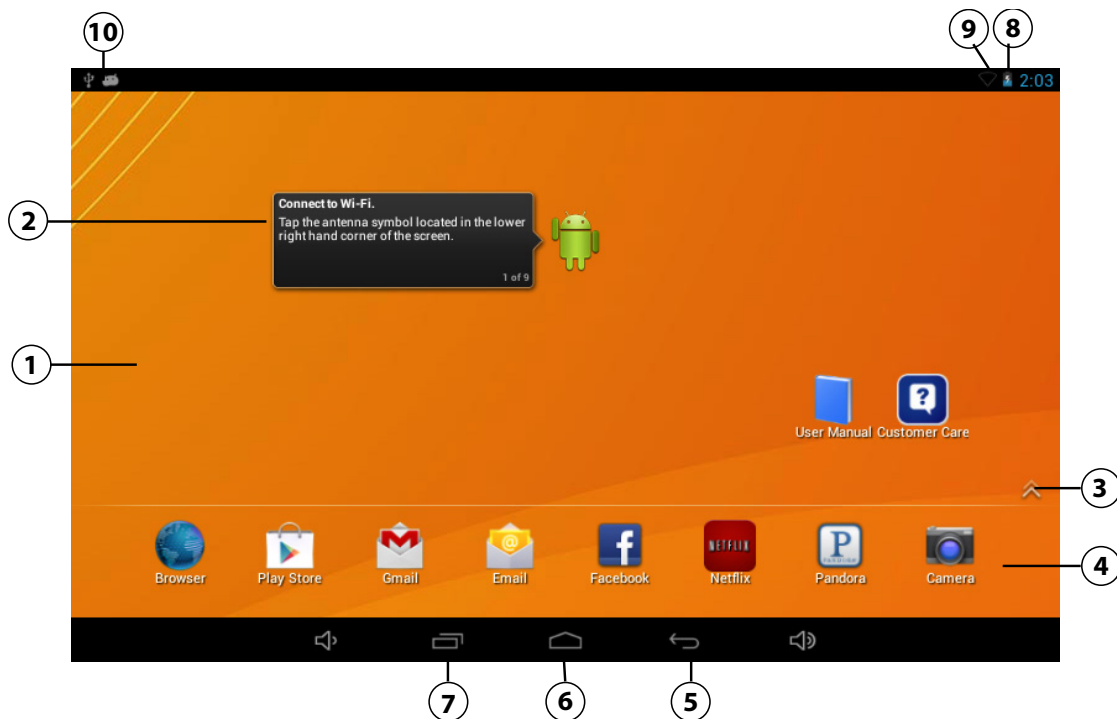 10
9
8
2:03
Connect to Wi-Fi.
Tap the antenna symbol located in the lower
right hand corner of the screen.
1 of 9
2
1
User Manual
Customer Care
3
NETFLIX
P
PANDORA
Browser
Play Store
Gmail
Email
Facebook
Netflix
Pandora
Camera
4
7
6
5